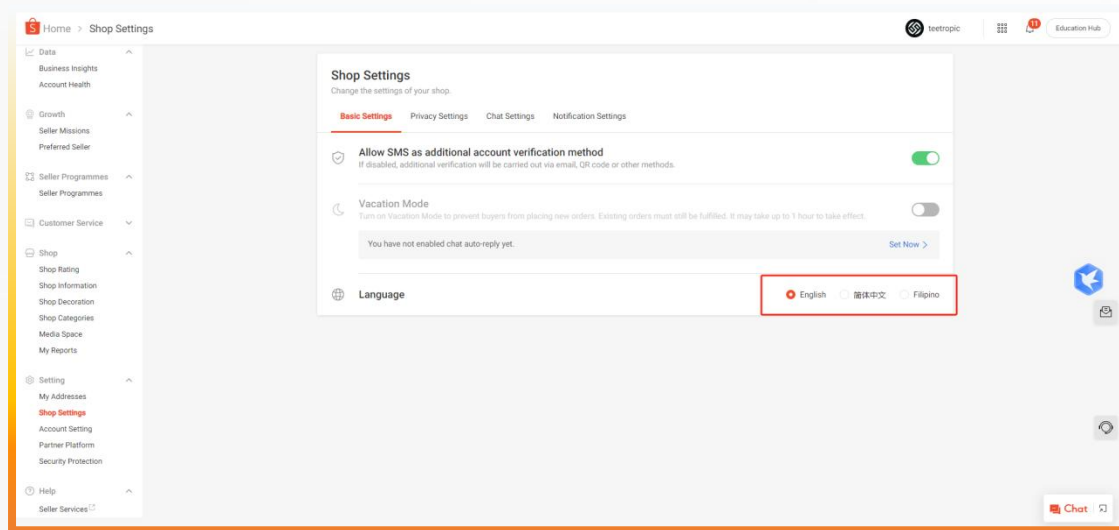 Home > Shop Settings
teetropic
11
Education Hub
Data
Business Insights
Account Health
Growth
Seller Missions
Preferred Seller
Seller Programmes
Seller Programmes
Customer Service
Shop
Shop Rating
Shop Information
Shop Decoration
Shop Categories
Media Space
My Reports
Setting
My Addresses
Shop Settings
Account Setting
Partner Platform
Security Protection
Help
Seller Services
Shop Settings
Change the settings of your shop.
Basic Settings Privacy Settings Chat Settings Notification Settings
Allow SMS as additional account verification method
If disabled, additional verification will be carried out via email, QR code or other methods.
Vacation Mode
Turn on Vacation Mode to prevent buyers from placing new orders. Existing orders must still be fulfilled. It may take up to 1 hour to take effect.
You have not enabled chat auto-reply yet. Set Now >
Language English 简体中文 Filipino
Chat